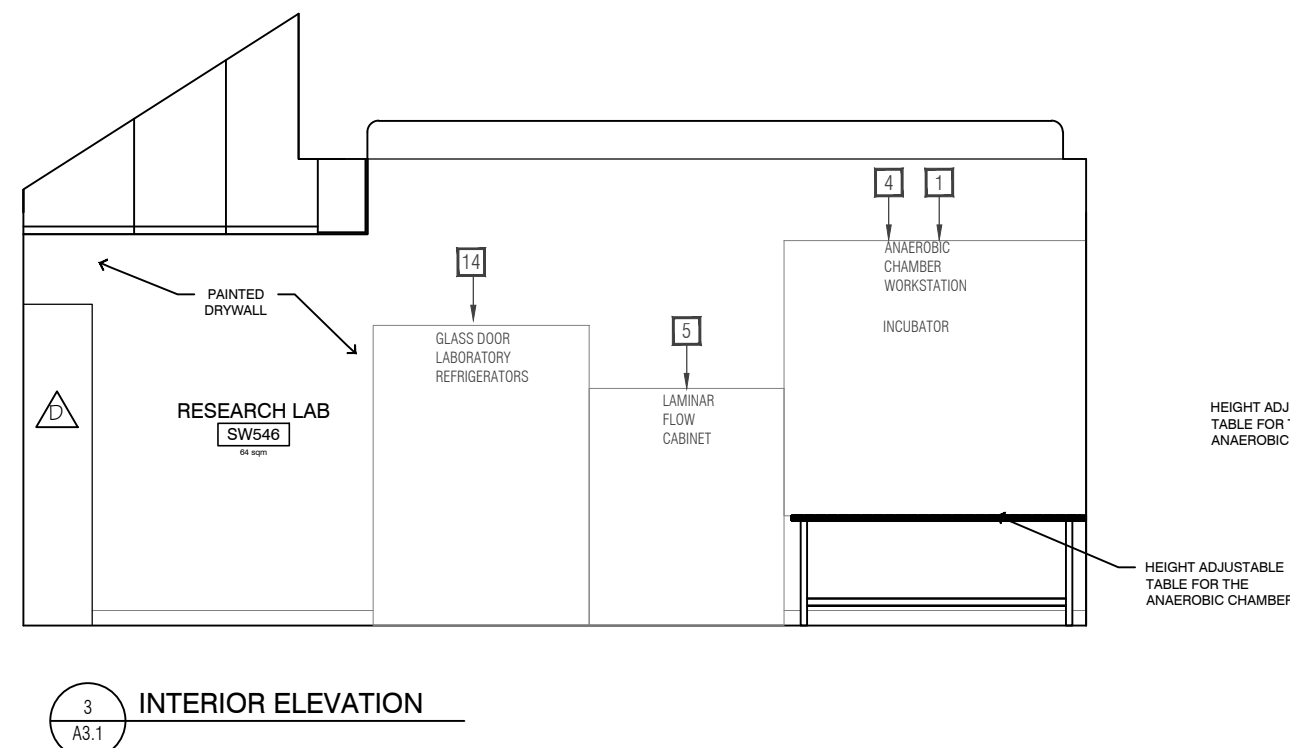 4 1
ANAEROBIC
CHAMBER
WORKSTATION
INCUBATOR
14
PAINTED
DRYWALL
GLASS DOOR
LABORATORY
REFRIGERATORS
5
LAMINAR
FLOW
CABINET
D
RESEARCH LAB
SW546
64 sqm
HEIGHT ADJ
TABLE FOR
ANAEROBIC
HEIGHT ADJUSTABLE
TABLE FOR THE
ANAEROBIC CHAMBER
3
A3.1
INTERIOR ELEVATION